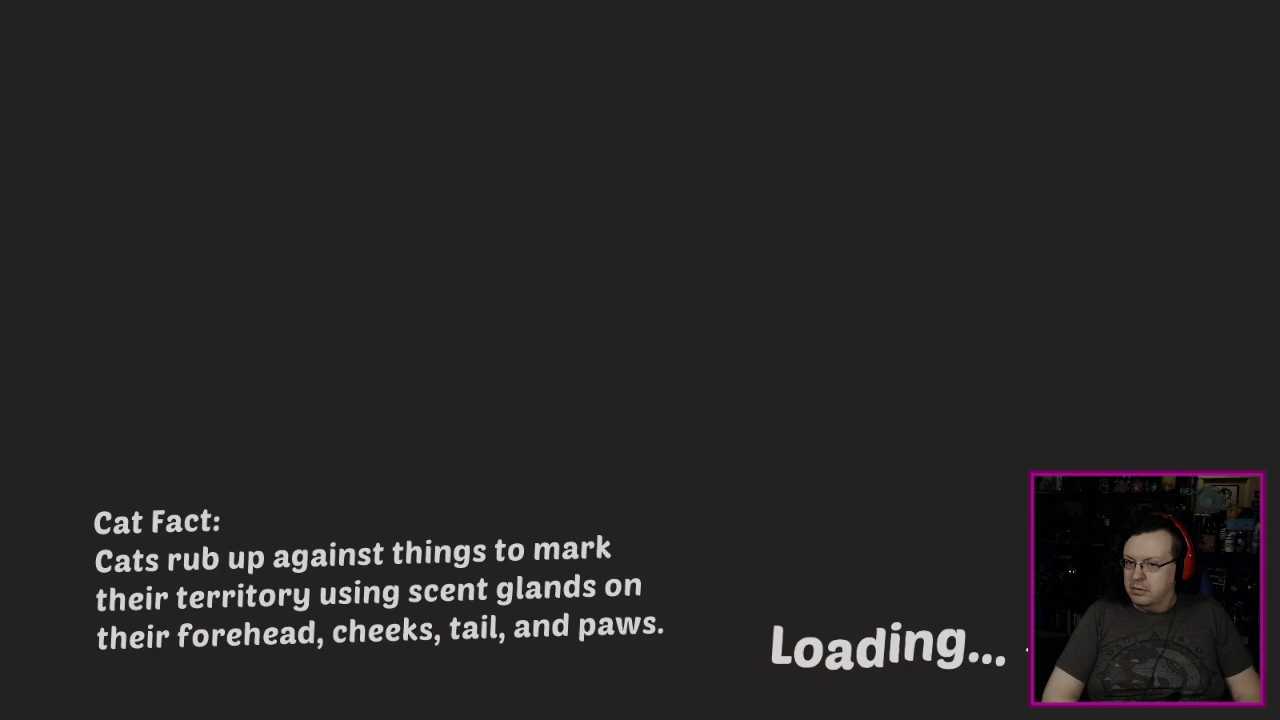 Cat Fact:
Cats rub up against things to mark
their territory using scent glands on
their forehead, cheeks, tail, and paws.
Loading...